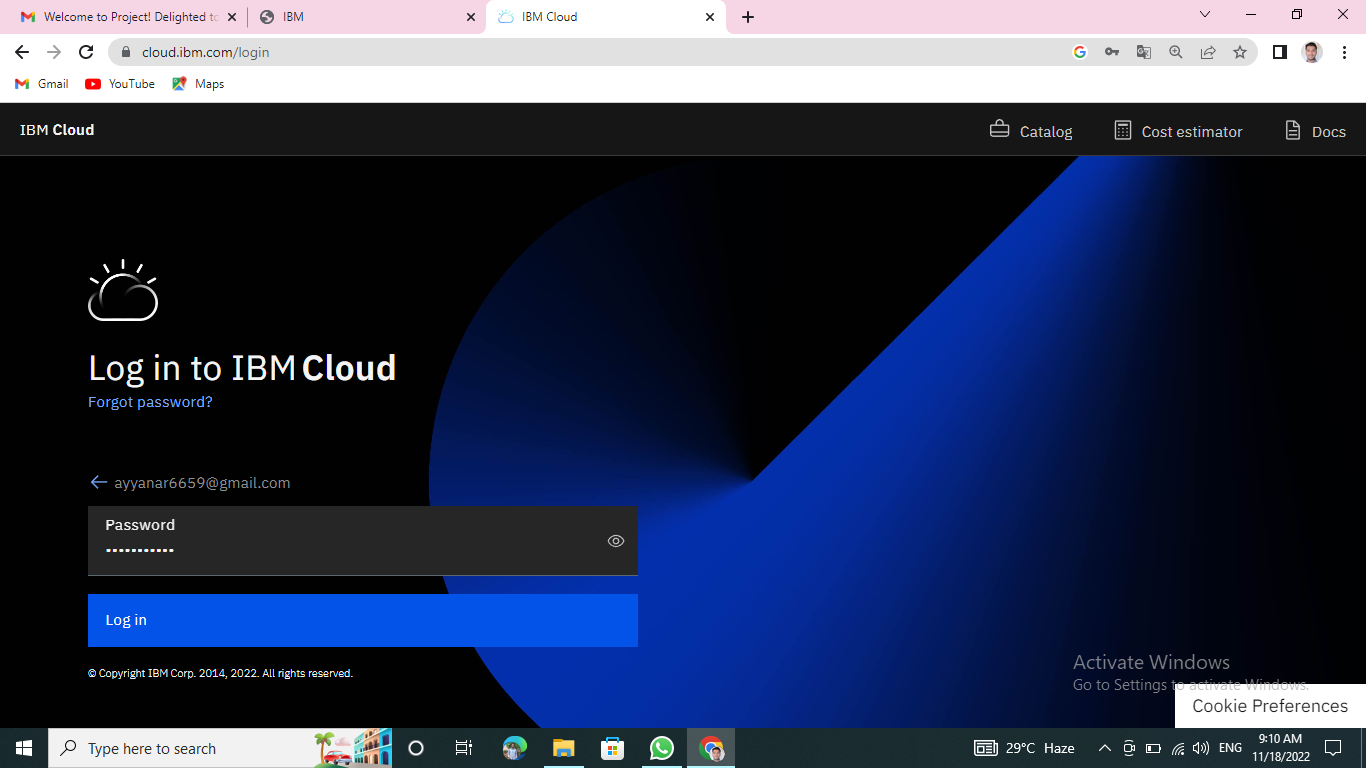 Welcome to Project! Delighted to
IBM
IBM Cloud
cloud.ibm.com/login
Gmail
YouTube
Maps
IBM Cloud
Catalog
Cost estimator
Docs
Log in to IBM Cloud
Forgot password?
ayyanar6659@gmail.com
Password
•••••••••••
Log in
© Copyright IBM Corp. 2014, 2022. All rights reserved.
Activate Windows
Go to Settings to activate Windows.
Cookie Preferences
Type here to search
29°C Haze
ENG
9:10 AM
11/18/2022